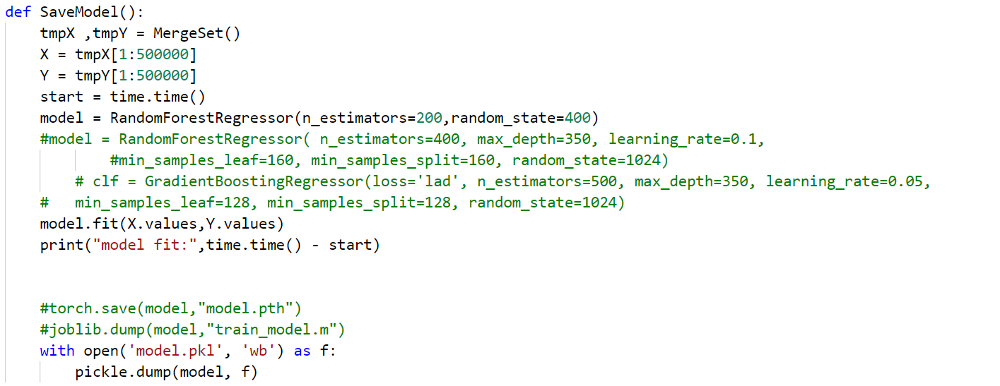 def SaveModel():
    tmpX ,tmpY = MergeSet()
    X = tmpX[1:500000]
    Y = tmpY[1:500000]
    start = time.time()
    model = RandomForestRegressor(n_estimators=200,random_state=400)
    #model = RandomForestRegressor( n_estimators=400, max_depth=350, learning_rate=0.1,
            #min_samples_leaf=160, min_samples_split=160, random_state=1024)
        # clf = GradientBoostingRegressor(loss='lad', n_estimators=500, max_depth=350, learning_rate=0.05,
    #   min_samples_leaf=128, min_samples_split=128, random_state=1024)
    model.fit(X.values,Y.values)
    print("model fit:",time.time() - start)
    #torch.save(model,"model.pth")
    #joblib.dump(model,"train_model.m")
    with open('model.pkl', 'wb') as f:
        pickle.dump(model, f)